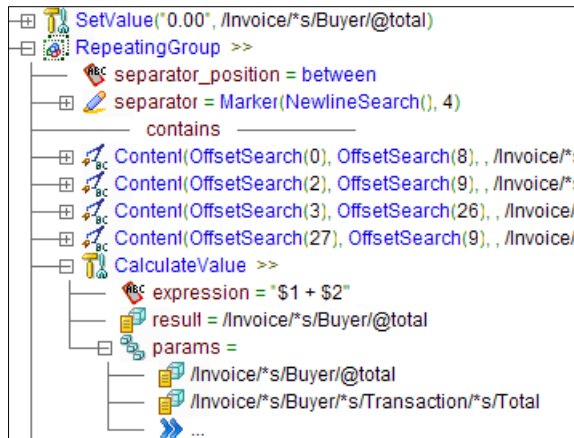 SetValue("0.00", /Invoice/*s/Buyer/@total)
RepeatingGroup >>
separator_position = between
separator = Marker(NewlineSearch(), 4)
contains
Content(OffsetSearch(0), OffsetSearch(8), , /Invoice/*
Content(OffsetSearch(2), OffsetSearch(9), , /Invoice/*s
Content(OffsetSearch(3), OffsetSearch(26), , /Invoice/
Content(OffsetSearch(27), OffsetSearch(9), , /Invoice/
CalculateValue >>
expression = "$1 + $2"
result = /Invoice/*s/Buyer/@total
params =
/Invoice/*s/Buyer/@total
/Invoice/*s/Buyer/*s/Transaction/*s/Total
...